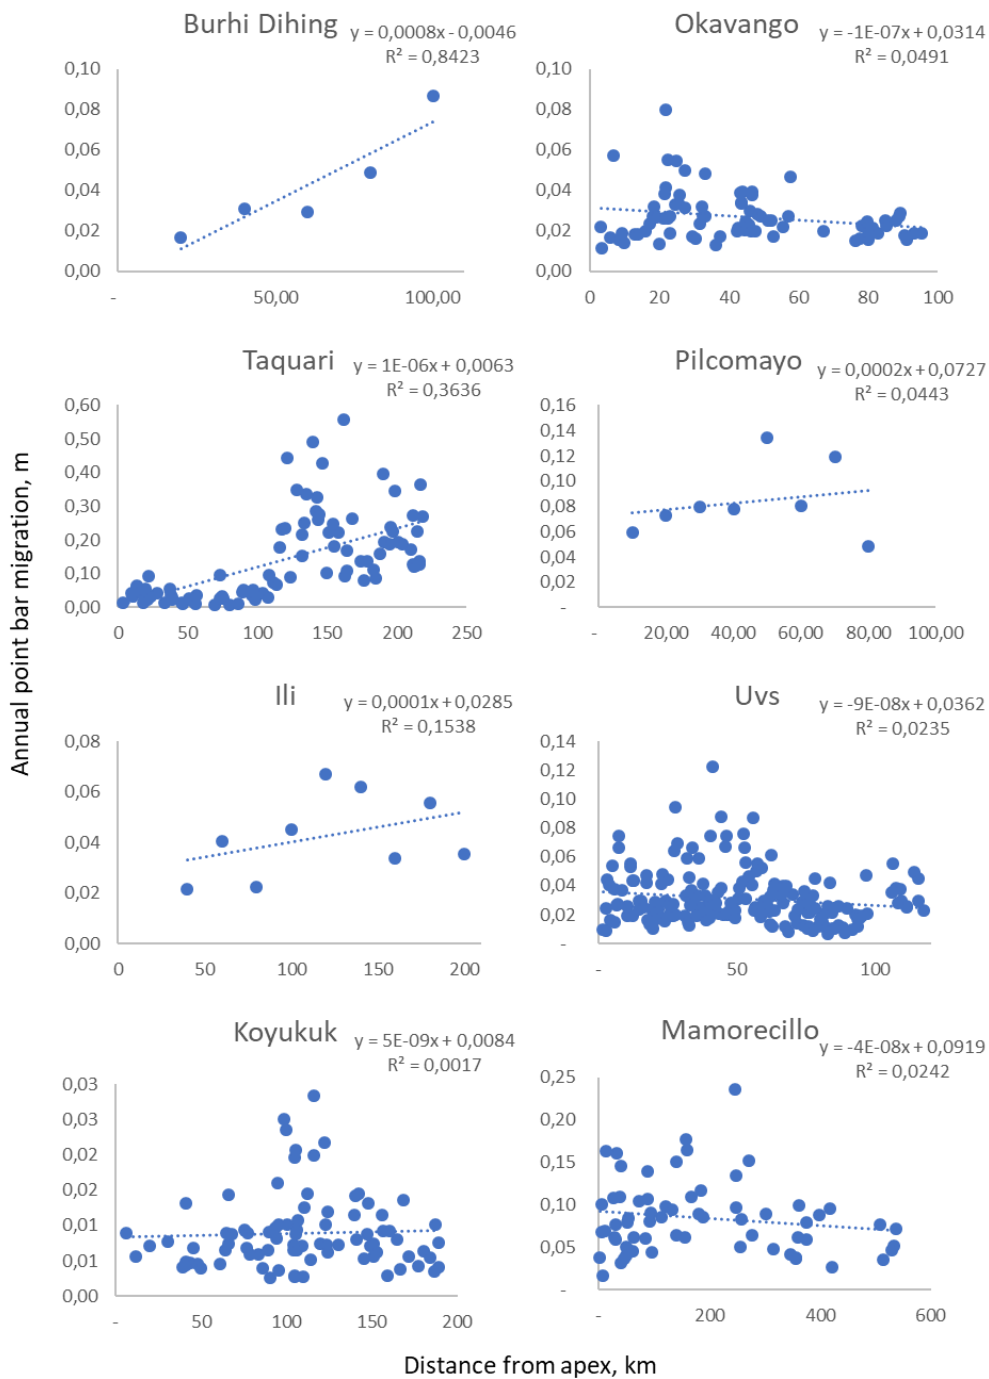 Burhi Dihing
y = 0,0008x - 0,0046
R² = 0,8423
0,10
0,08
0,06
0,04
0,02
0,00
- 50,00 100,00
Okavango
y = -1E-07x + 0,0314
R² = 0,0491
0,10
0,08
0,06
0,04
0,02
0,00
0 20 40 60 80 100
Taquari
y = 1E-06x + 0,0063
R² = 0,3636
0,60
0,50
0,40
0,30
0,20
0,10
0,00
0 50 100 150 200 250
Pilcomayo
y = 0,0002x + 0,0727
R² = 0,0443
0,16
0,14
0,12
0,10
0,08
0,06
0,04
0,02
-
- 20,00 40,00 60,00 80,00 100,00
Annual point bar migration, m
Ili
y = 0,0001x + 0,0285
R² = 0,1538
0,08
0,06
0,04
0,02
0,00
0 50 100 150 200
Uvs
y = -9E-08x + 0,0362
R² = 0,0235
0,14
0,12
0,10
0,08
0,06
0,04
0,02
-
- 50 100
Koyukuk
y = 5E-09x + 0,0084
R² = 0,0017
0,03
0,03
0,02
0,02
0,01
0,01
0,00
- 50 100 150 200
Mamorecillo
y = -4E-08x + 0,0919
R² = 0,0242
0,25
0,20
0,15
0,10
0,05
-
- 200 400 600
Distance from apex, km